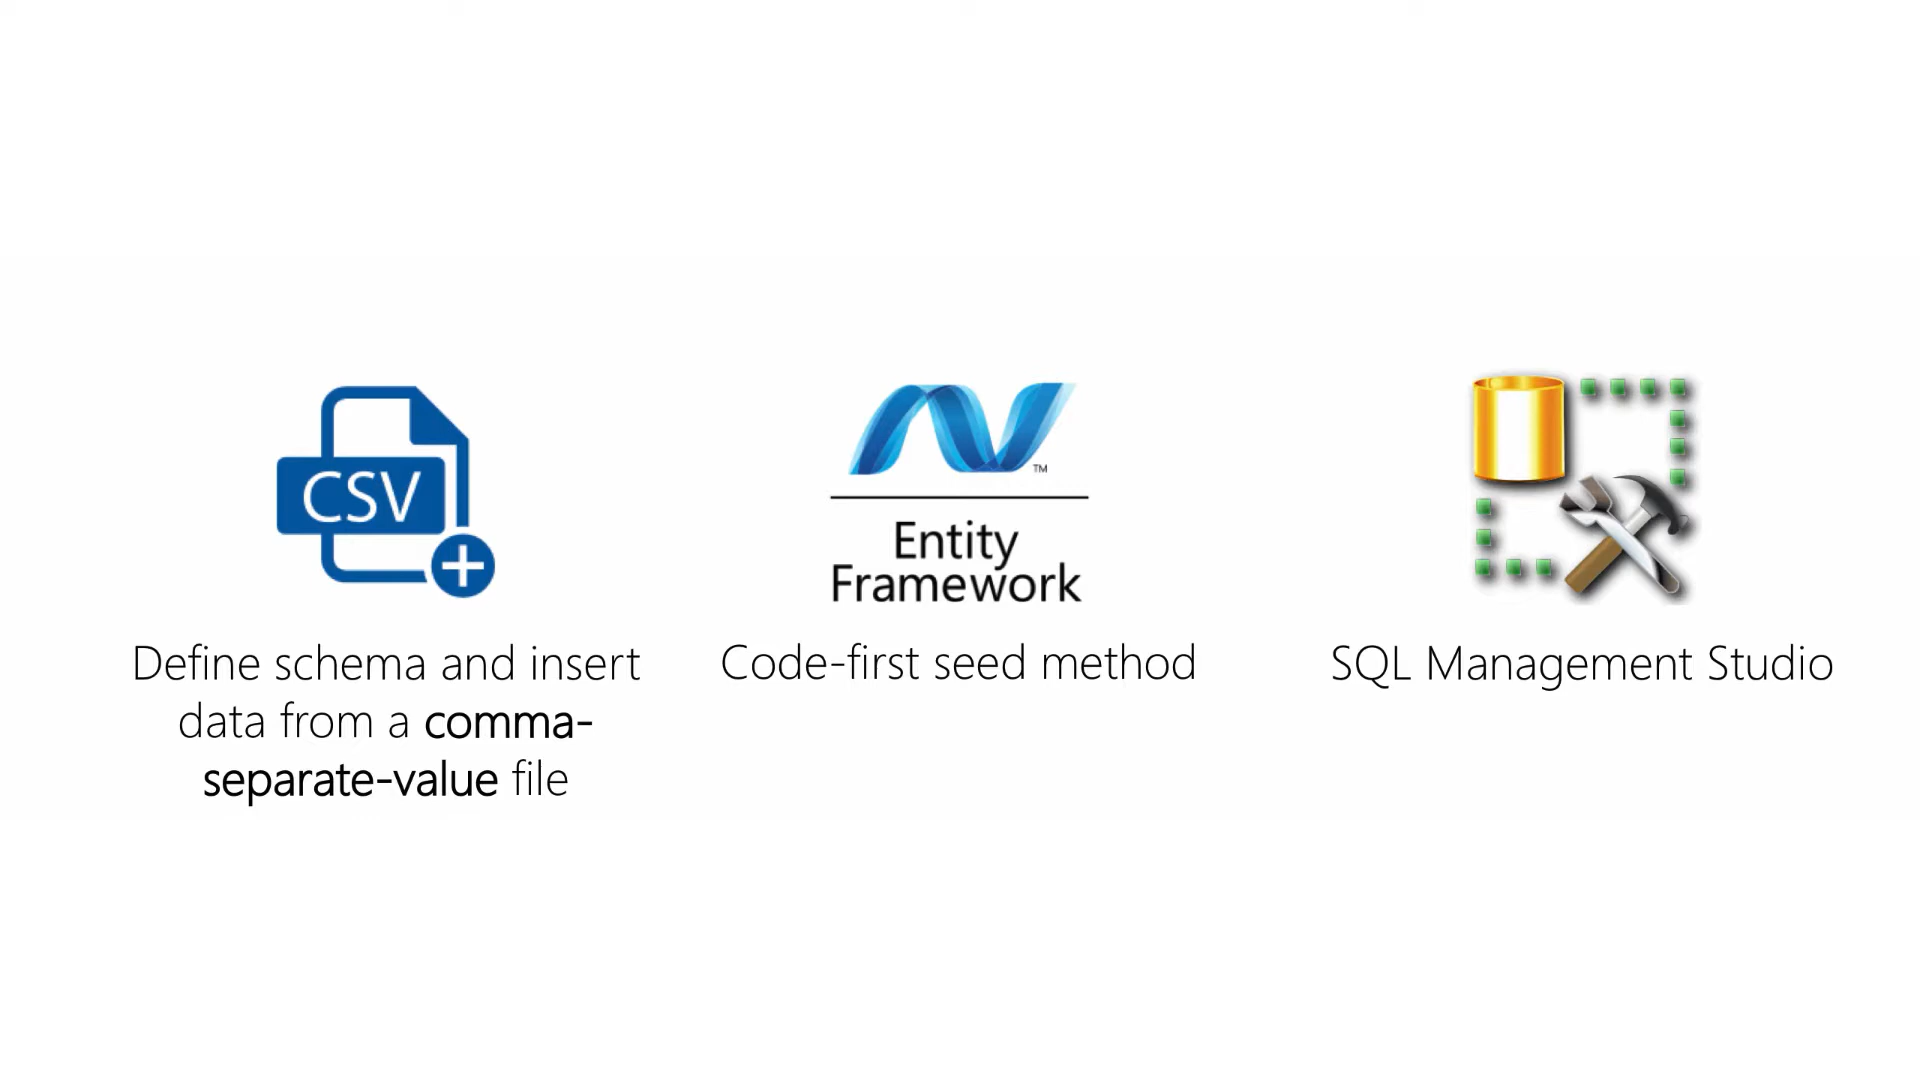 CSV
TM
Entity
Framework
Define schema and insert
data from a comma-
separate-value file
Code-first seed method
SQL Management Studio